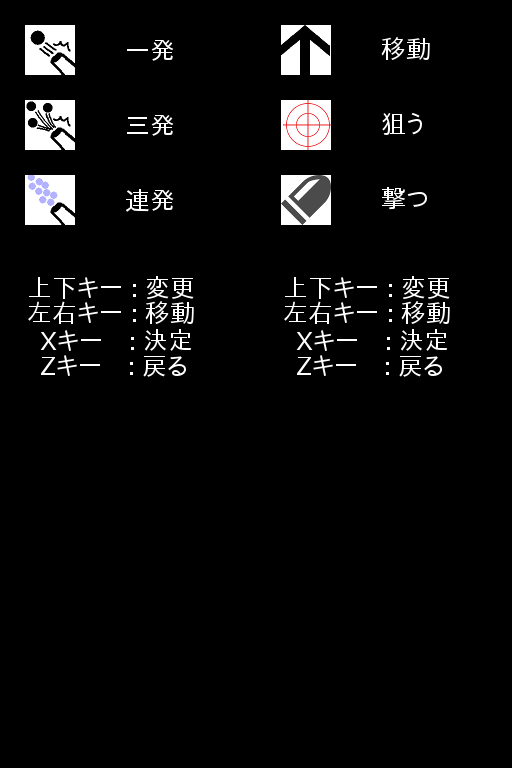 一発
三発
連発
上下キー：変更
左右キー：移動
Xキー　：決定
Zキー　：戻る
移動
狙う
撃つ
上下キー：変更
左右キー：移動
Xキー　：決定
Zキー　：戻る